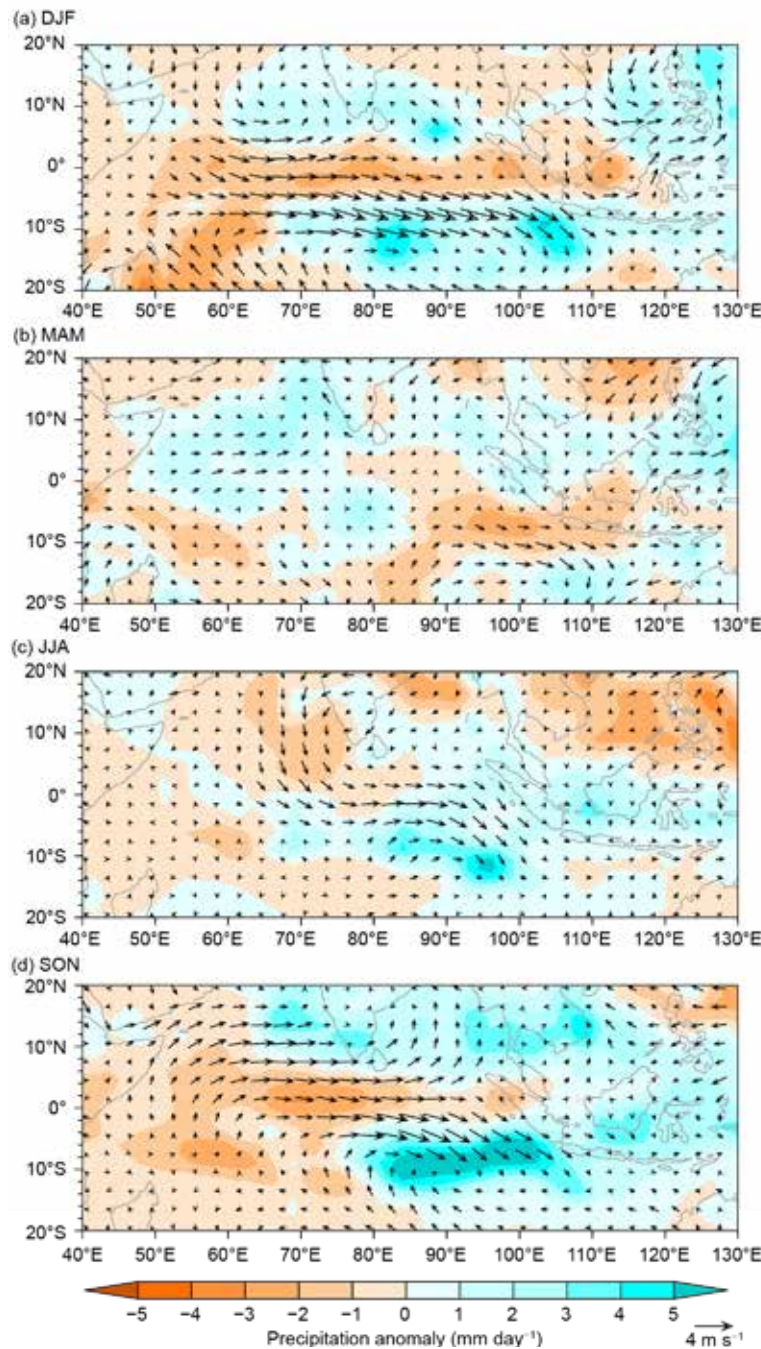 (a) DJF
20°N
10°N
0°
10°S
20°S
40°E 50°E 60°E 70°E 80°E 90°E 100°E 110°E 120°E 130°E
(b) MAM
20°N
10°N
0°
10°S
20°S
40°E 50°E 60°E 70°E 80°E 90°E 100°E 110°E 120°E 130°E
(c) JJA
20°N
10°N
0°
10°S
20°S
40°E 50°E 60°E 70°E 80°E 90°E 100°E 110°E 120°E 130°E
(d) SON
20°N
10°N
0°
10°S
20°S
40°E 50°E 60°E 70°E 80°E 90°E 100°E 110°E 120°E 130°E
−5 −4 −3 −2 −1 0 1 2 3 4 5
Precipitation anomaly (mm day⁻¹) 4 m s⁻¹